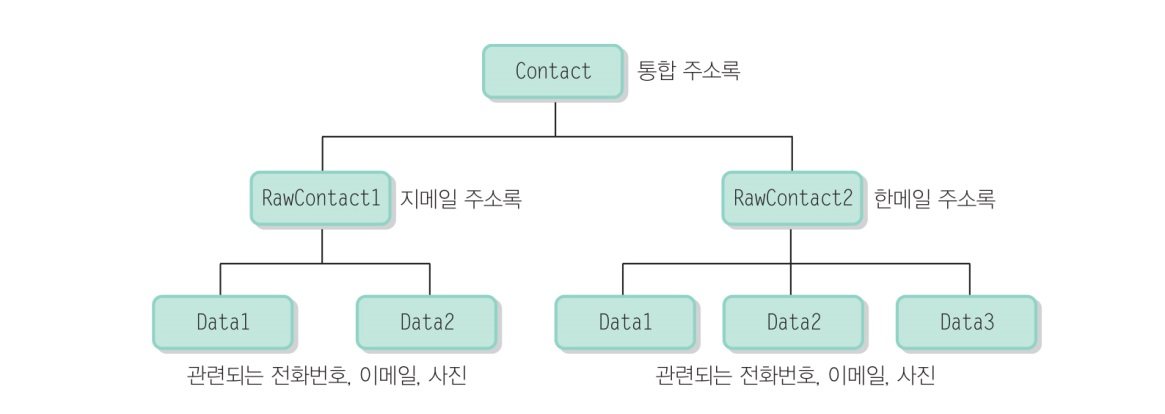 Contact 통합 주소록
RawContact1 지메일 주소록 RawContact2 한메일 주소록
Data1 Data2 Data1 Data2 Data3
관련되는 전화번호, 이메일, 사진 관련되는 전화번호, 이메일, 사진